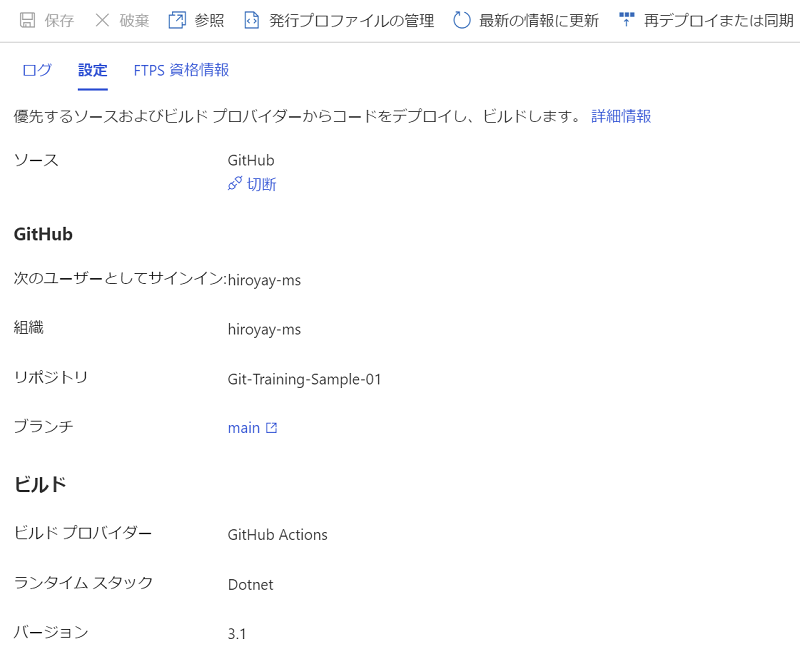 保存 破棄 参照 発行プロファイルの管理 最新の情報に更新 再デプロイまたは同期
ログ 設定 FTPS 資格情報
優先するソースおよびビルド プロバイダーからコードをデプロイし、ビルドします。 詳細情報
ソース GitHub
切断
GitHub
次のユーザーとしてサインイン: hiroyay-ms
組織 hiroyay-ms
リポジトリ Git-Training-Sample-01
ブランチ main
ビルド
ビルド プロバイダー GitHub Actions
ランタイム スタック Dotnet
バージョン 3.1